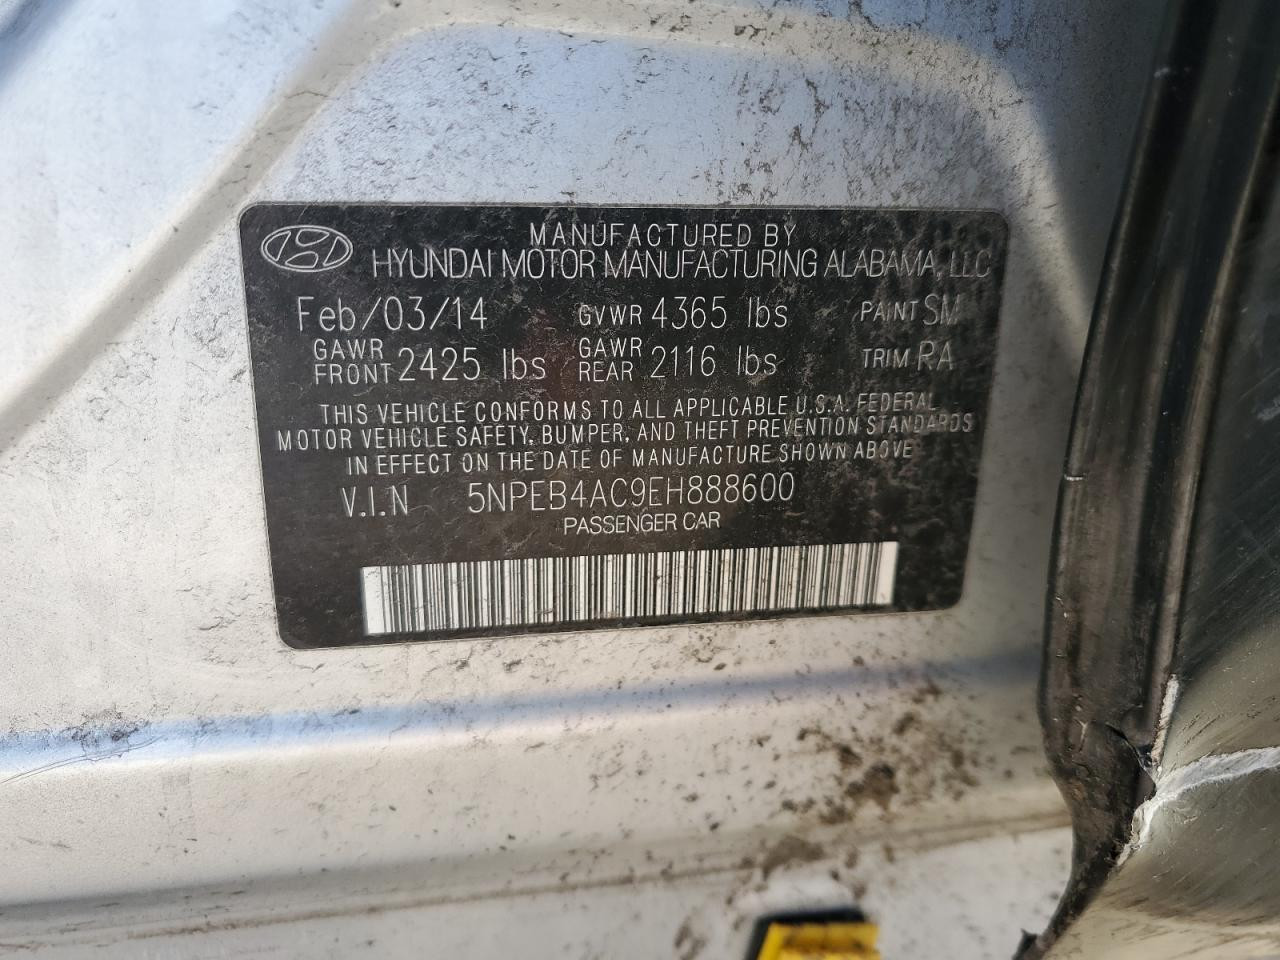 MANUFACTURED BY
HYUNDAI MOTOR MANUFACTURING ALABAMA, LLC
Feb/03/14 GVWR 4365 lbs PAINT SM
GAWR FRONT 2425 lbs GAWR REAR 2116 lbs TRIM RA
THIS VEHICLE CONFORMS TO ALL APPLICABLE U.S.A. FEDERAL
MOTOR VEHICLE SAFETY, BUMPER, AND THEFT PREVENTION STANDARDS
IN EFFECT ON THE DATE OF MANUFACTURE SHOWN ABOVE
V.I.N 5NPEB4AC9EH888600
PASSENGER CAR